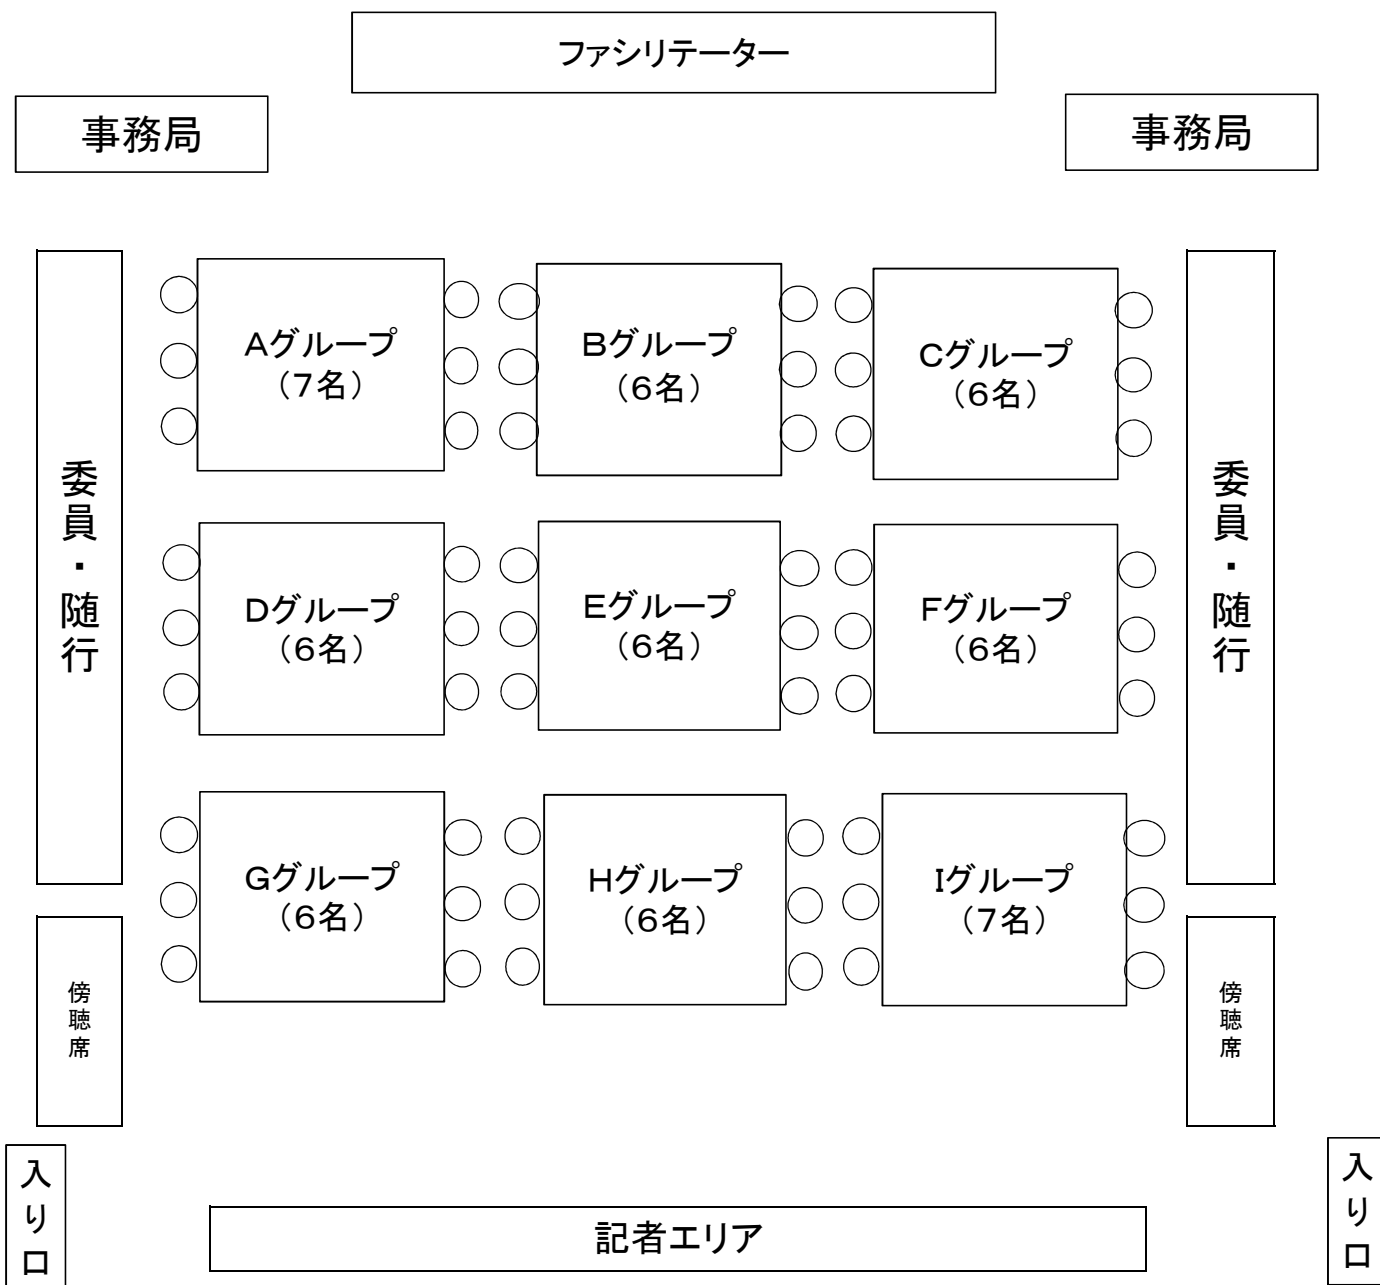 ファシリテーター
事務局
事務局
Aグループ
（7名）
Bグループ
（6名）
Cグループ
（6名）
委員・随行
委員・随行
Dグループ
（6名）
Eグループ
（6名）
Fグループ
（6名）
Gグループ
（6名）
Hグループ
（6名）
Iグループ
（7名）
傍聴席
傍聴席
入り口
記者エリア
入り口